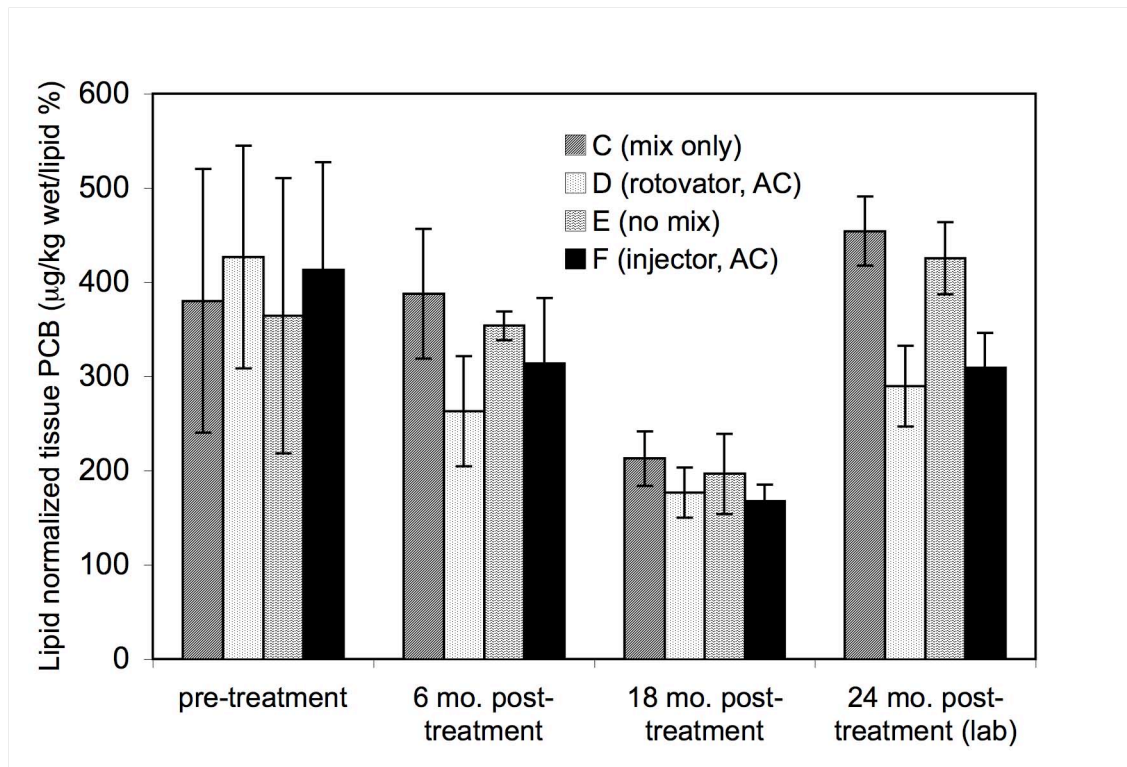 Lipid normalized tissue PCB (μg/kg wet/lipid %)
600
500
400
300
200
100
0
C (mix only)
D (rotovator, AC)
E (no mix)
F (injector, AC)
pre-treatment
6 mo. post-
treatment
18 mo. post-
treatment
24 mo. post-
treatment (lab)